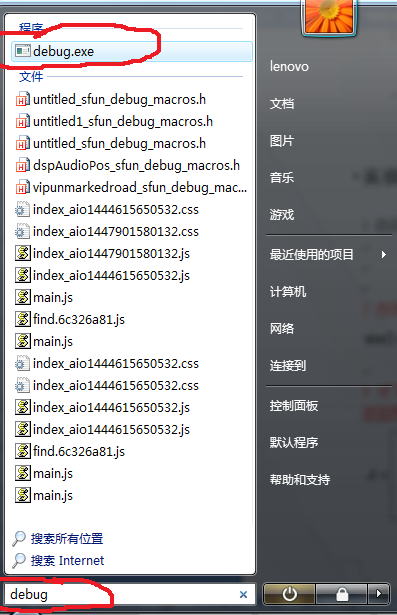 程序
debug.exe
文件
untitled_sfun_debug_macros.h
untitled1_sfun_debug_macros.h
untitled_sfun_debug_macros.h
dspAudioPos_sfun_debug_macros.h
vipunmarkedroad_sfun_debug_mac...
index_aio1444615650532.css
index_aio1447901580132.css
index_aio1447901580132.js
index_aio1444615650532.js
main.js
find.6c326a81.js
main.js
index_aio1444615650532.css
index_aio1444615650532.css
index_aio1444615650532.js
index_aio1444615650532.js
find.6c326a81.js
main.js
main.js
搜索所有位置
搜索 Internet
debug
lenovo
文档
图片
音乐
游戏
最近使用的项目
计算机
网络
连接到
控制面板
默认程序
帮助和支持